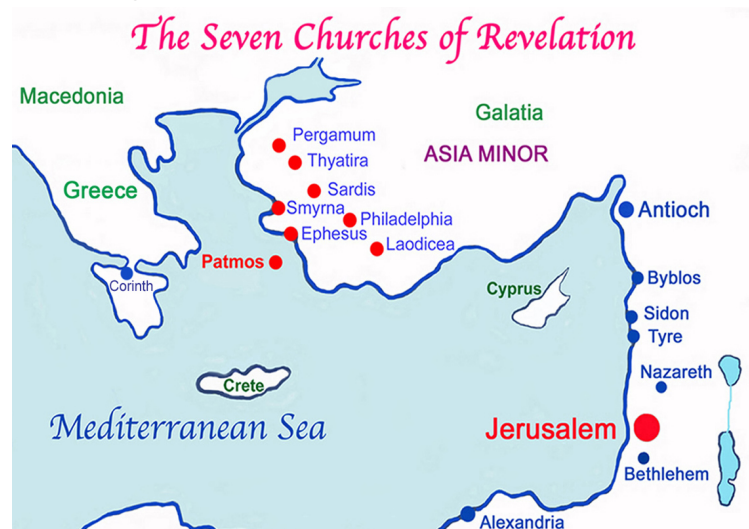 The Seven Churches of Revelation
Macedonia
Galatia
Pergamum
Thyatira
ASIA MINOR
Greece
Sardis
Smyrna
Philadelphia
Antioch
Ephesus
Laodicea
Patmos
Corinth
Byblos
Cyprus
Sidon
Tyre
Nazareth
Crete
Mediterranean Sea
Jerusalem
Bethlehem
Alexandria